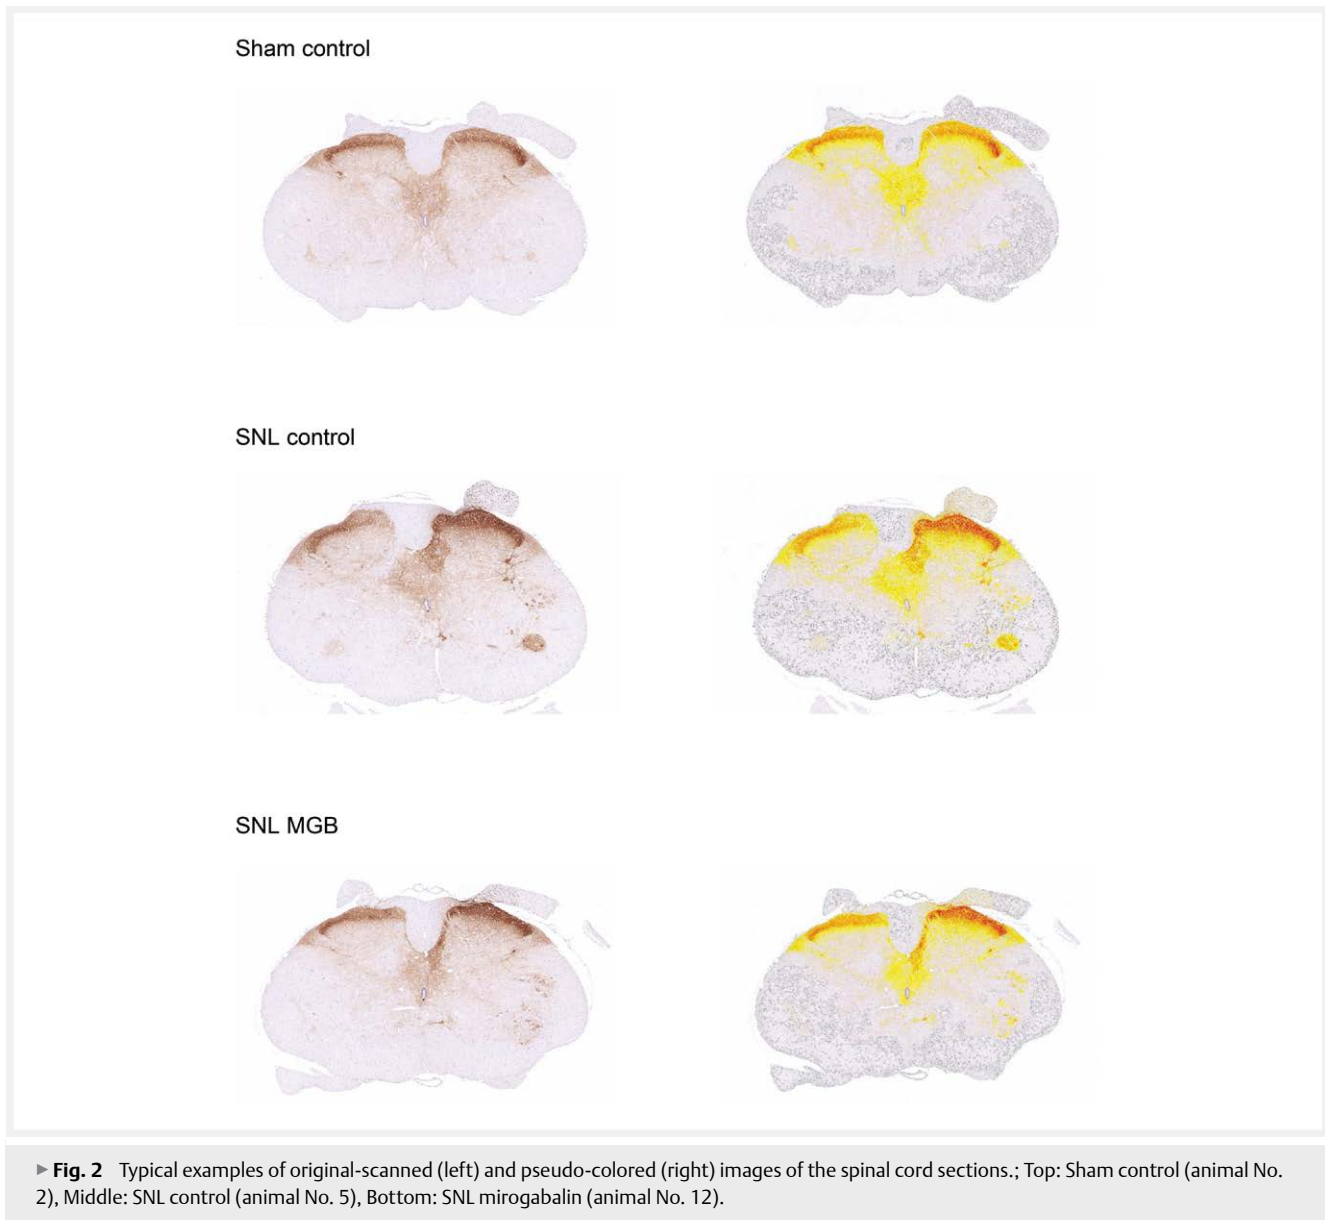 Sham control
SNL control
SNL MGB
▶ Fig. 2 Typical examples of original-scanned (left) and pseudo-colored (right) images of the spinal cord sections.; Top: Sham control (animal No.
2), Middle: SNL control (animal No. 5), Bottom: SNL mirogabalin (animal No. 12).